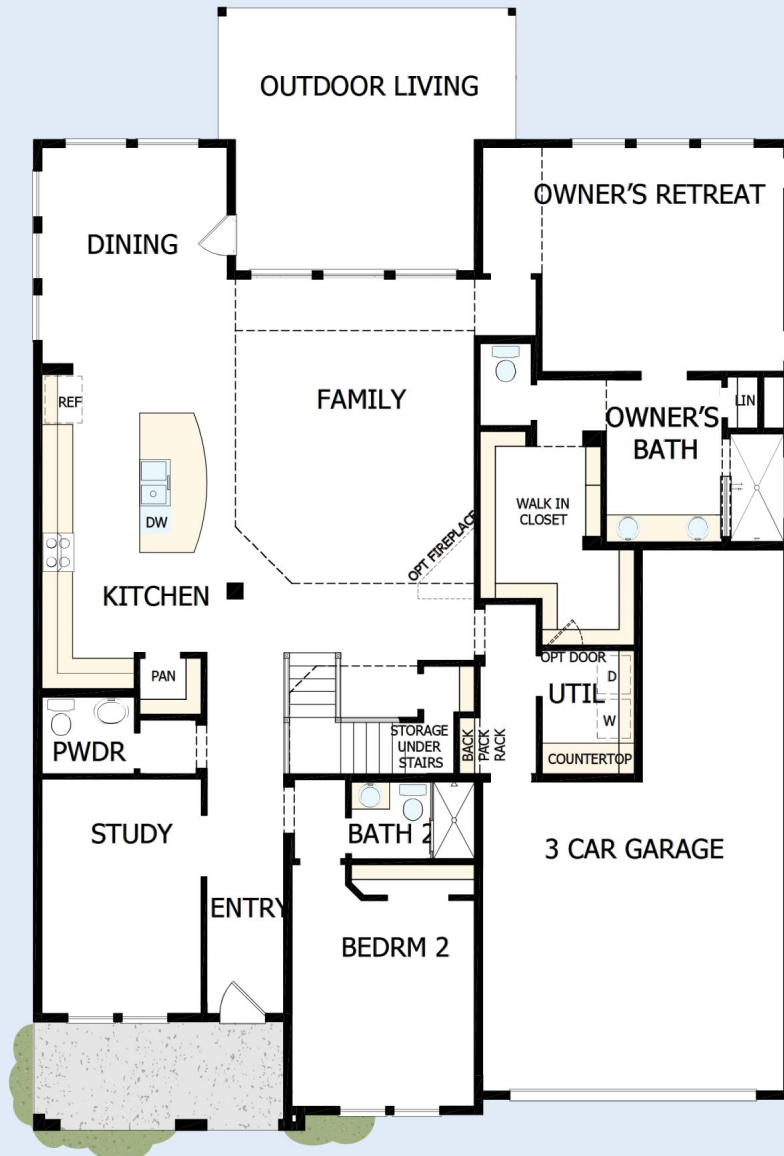 OUTDOOR LIVING
OWNER'S RETREAT
DINING
REF
FAMILY
LIN
OWNER'S
BATH
WALK IN
CLOSET
DW
OPT FIREPLACE
KITCHEN
PAN
OPT DOOR
D
UTIL
W
STORAGE
UNDER
STAIRS
BACK
PACK
RACK
COUNTERTOP
PWDR
STUDY
BATH 2
3 CAR GARAGE
ENTRY
BEDRM 2